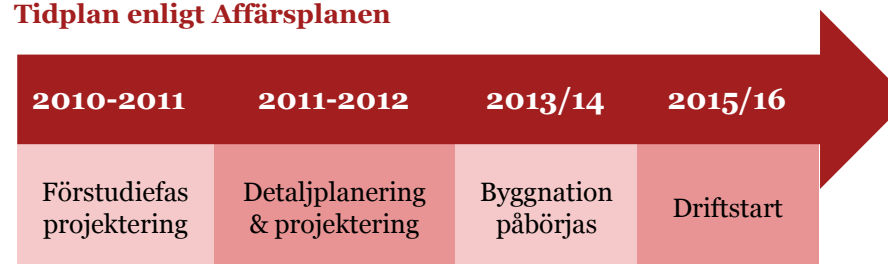 Tidplan enligt Affärsplanen
2010-2011 2011-2012 2013/14 2015/16
Förstudiefas
projektering
Detaljplanering
& projektering
Byggnation
påbörjas
Driftstart